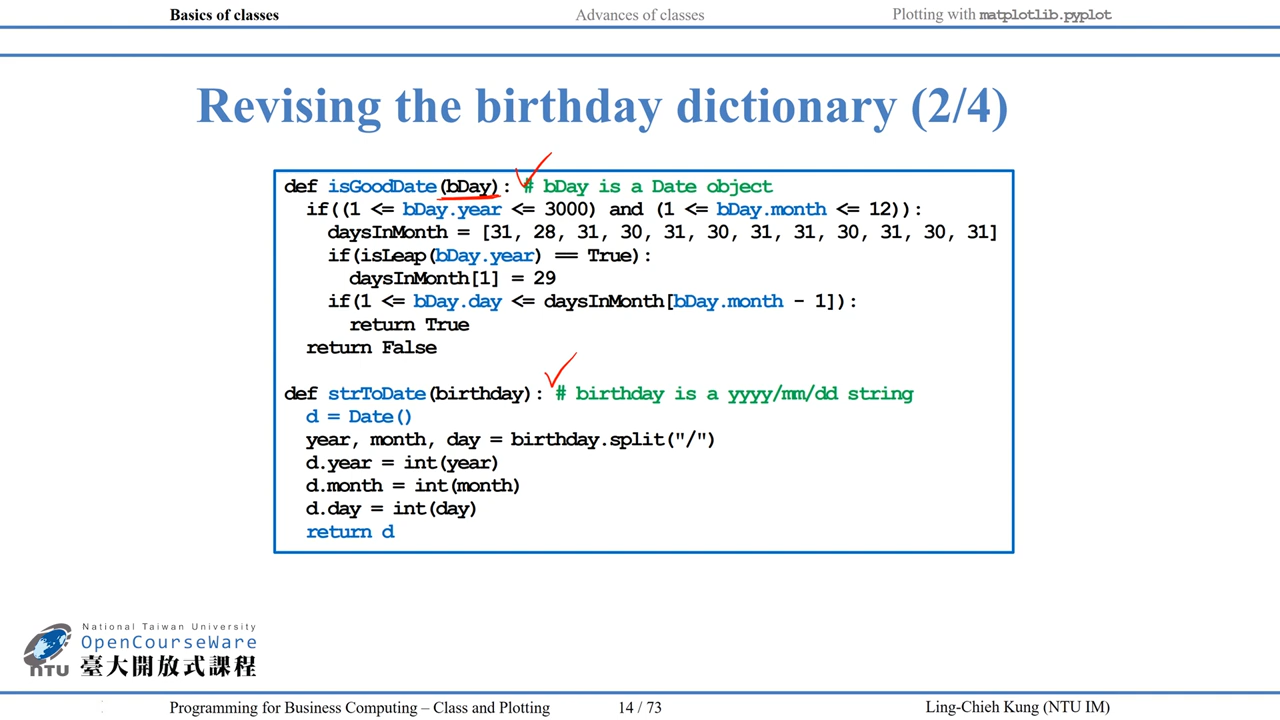 Basics of classes Advances of classes Plotting with matplotlib.pyplot
Revising the birthday dictionary (2/4)
def isGoodDate(bDay): # bDay is a Date object
  if((1 <= bDay.year <= 3000) and (1 <= bDay.month <= 12)):
    daysInMonth = [31, 28, 31, 30, 31, 30, 31, 31, 30, 31, 30, 31]
    if(isLeap(bDay.year) == True):
      daysInMonth[1] = 29
    if(1 <= bDay.day <= daysInMonth[bDay.month - 1]):
      return True
  return False
def strToDate(birthday): # birthday is a yyyy/mm/dd string
  d = Date()
  year, month, day = birthday.split("/")
  d.year = int(year)
  d.month = int(month)
  d.day = int(day)
  return d
National Taiwan University
OpenCourseWare
NTU 臺大開放式課程
Programming for Business Computing – Class and Plotting 14 / 73 Ling-Chieh Kung (NTU IM)